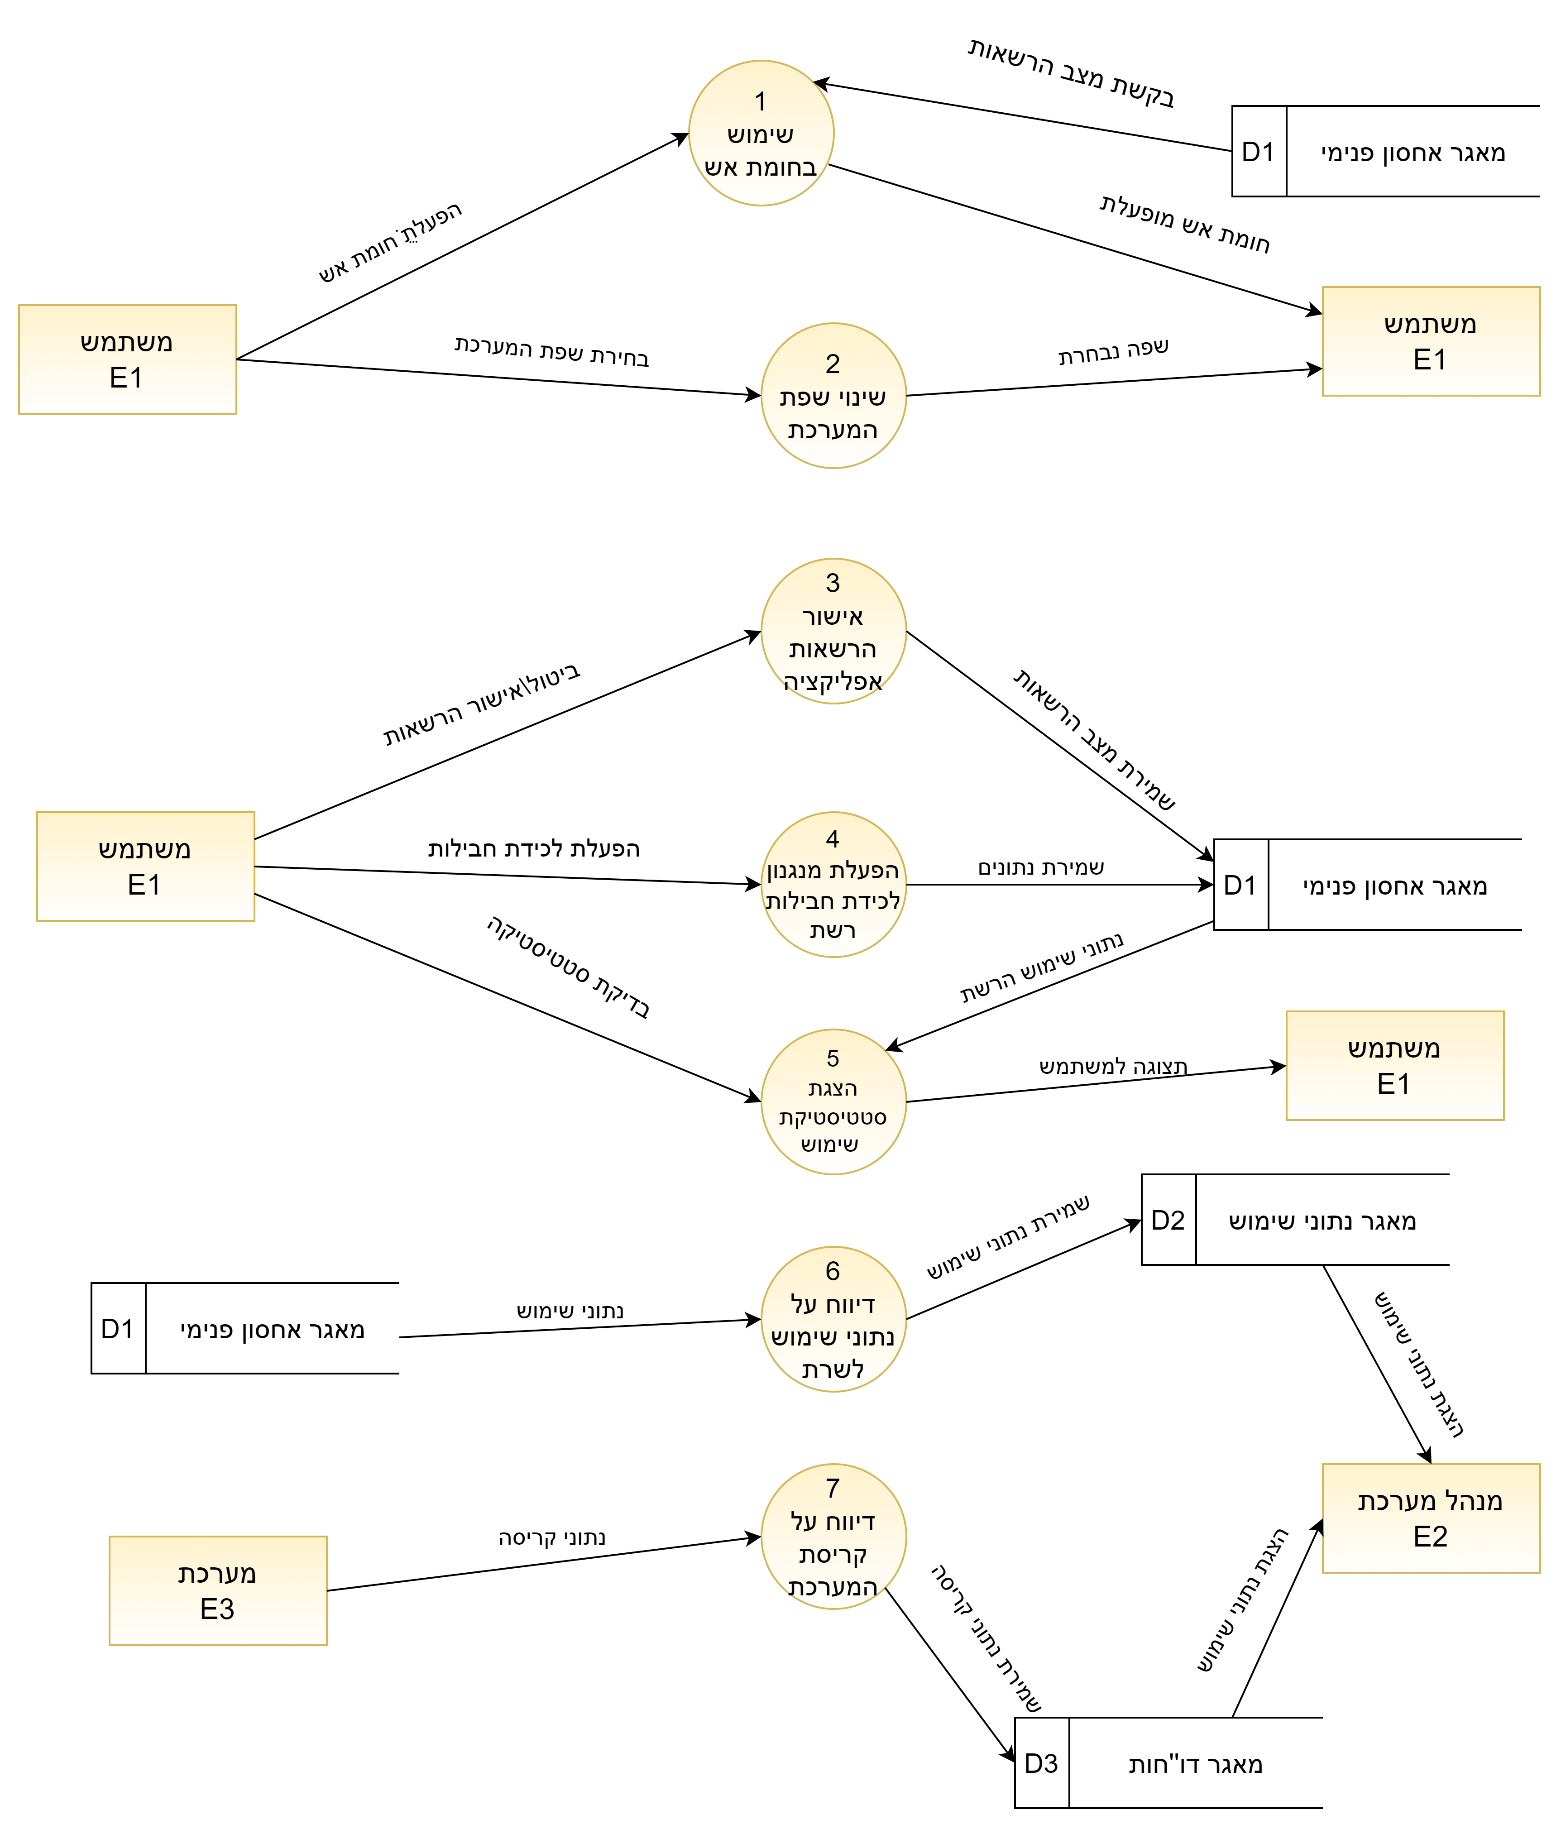 בקשת מצב הרשאות
1
שימוש
בחומת אש
D1
מאגר אחסון פנימי
הפעלת חומת אש
חומת אש מופעלת
משתמש
E1
בחירת שפת המערכת
2
שינוי שפת
המערכת
שפה נבחרת
משתמש
E1
3
אישור
הרשאות
אפליקציה
ביטול\אישור הרשאות
שמירת מצב הרשאות
משתמש
E1
הפעלת לכידת חבילות
4
הפעלת מנגנון
לכידת חבילות
רשת
שמירת נתונים
D1
מאגר אחסון פנימי
בדיקת סטטיסטיקה
נתוני שימוש הרשת
5
הצגת
סטטיסטיקת
שימוש
תצוגה למשתמש
משתמש
E1
D1
מאגר אחסון פנימי
נתוני שימוש
6
דיווח על
נתוני שימוש
לשרת
שמירת נתוני שימוש
D2
מאגר נתוני שימוש
הצגת נתוני שימוש
מערכת
E3
נתוני קריסה
7
דיווח על
קריסת
המערכת
שמירת נתוני קריסה
הצגת נתוני שימוש
מנהל מערכת
E2
D3
מאגר דו"חות